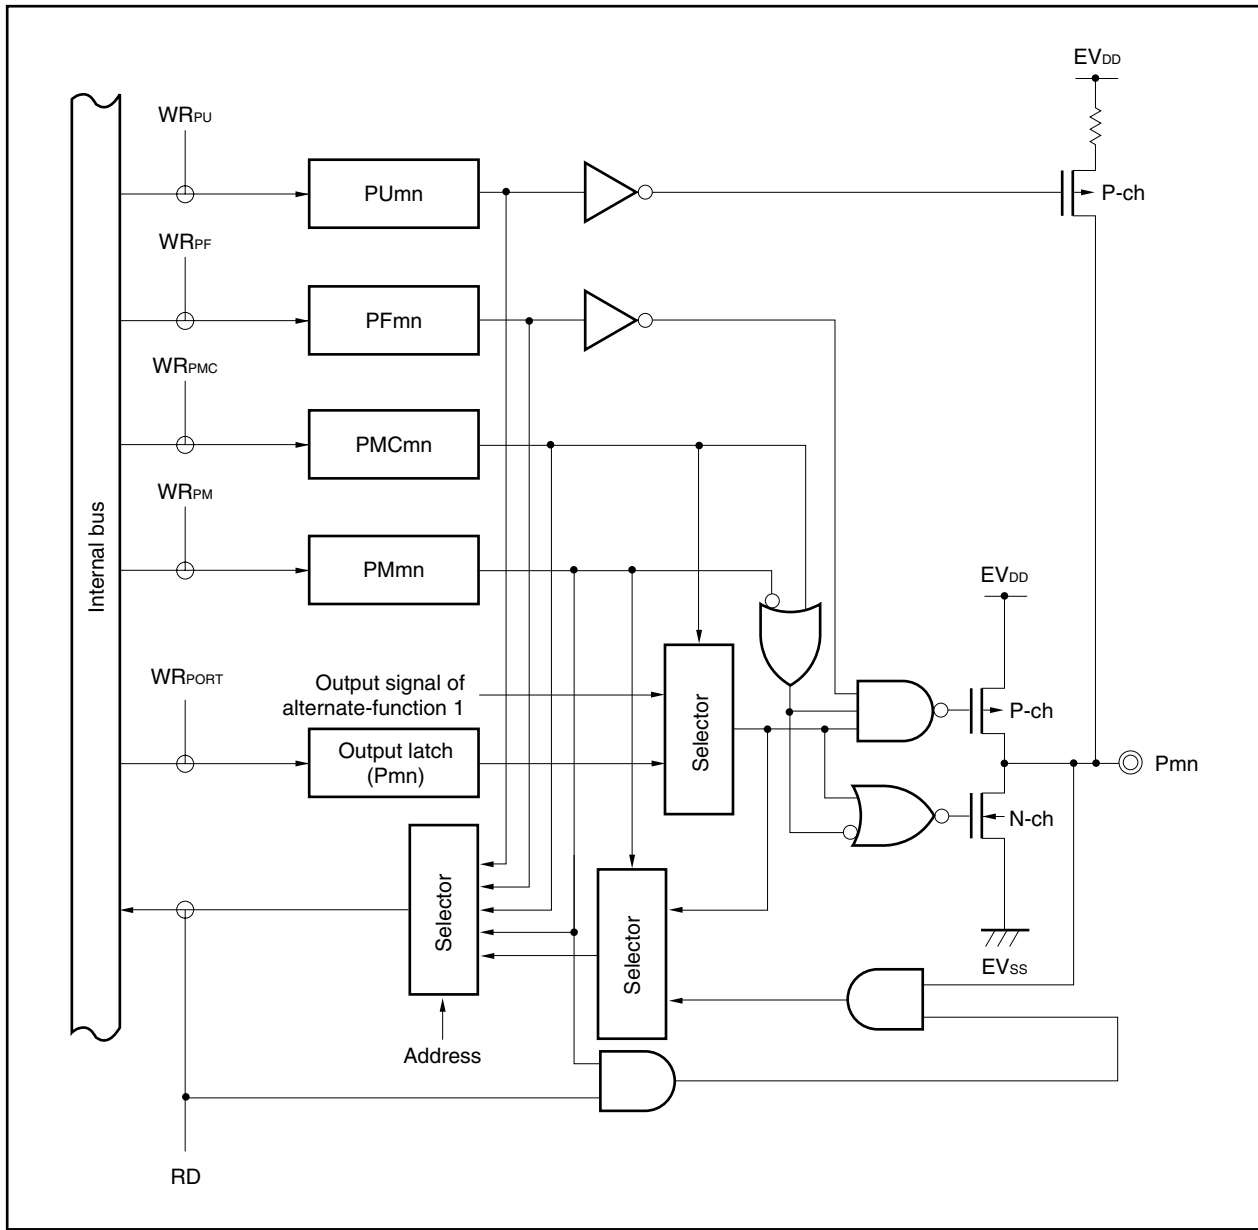 EVDD
WRPU
PUmn
P-ch
WRPF
PFmn
WRPMC
PMCmn
WRPM
PMmn
Internal bus
EVDD
WRPORT
Output signal of
alternate-function 1
Selector
P-ch
Output latch
(Pmn)
Pmn
N-ch
Selector
Selector
EVSS
Address
RD